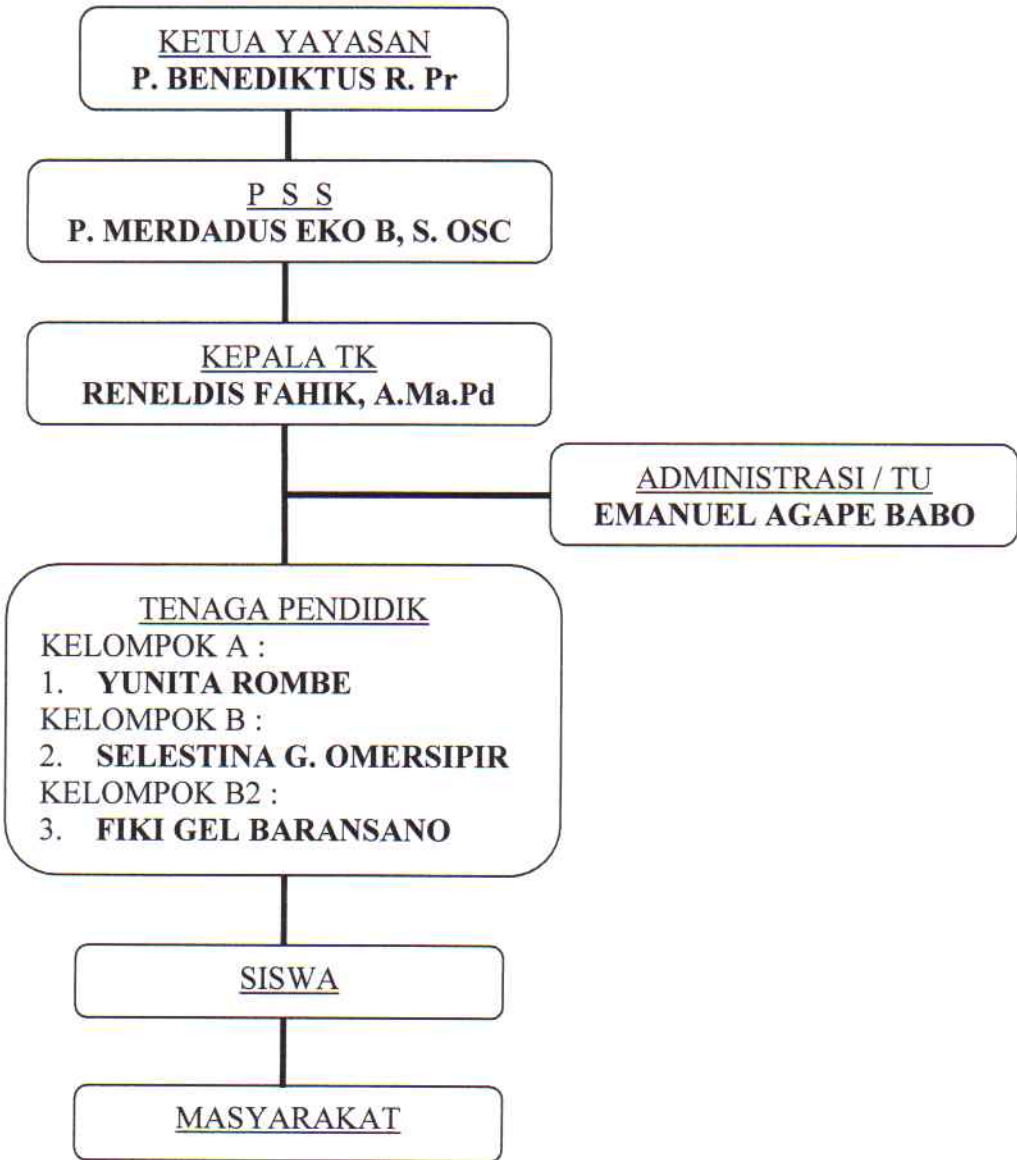 KETUA YAYASAN
P. BENEDIKTUS R. Pr
P S S
P. MERDADUS EKO B, S. OSC
KEPALA TK
RENELDIS FAHIK, A.Ma.Pd
ADMINISTRASI / TU
EMANUEL AGAPE BABO
TENAGA PENDIDIK
KELOMPOK A :
1. YUNITA ROMBE
KELOMPOK B :
2. SELESTINA G. OMERSIPIR
KELOMPOK B2 :
3. FIKI GEL BARANSANO
SISWA
MASYARAKAT